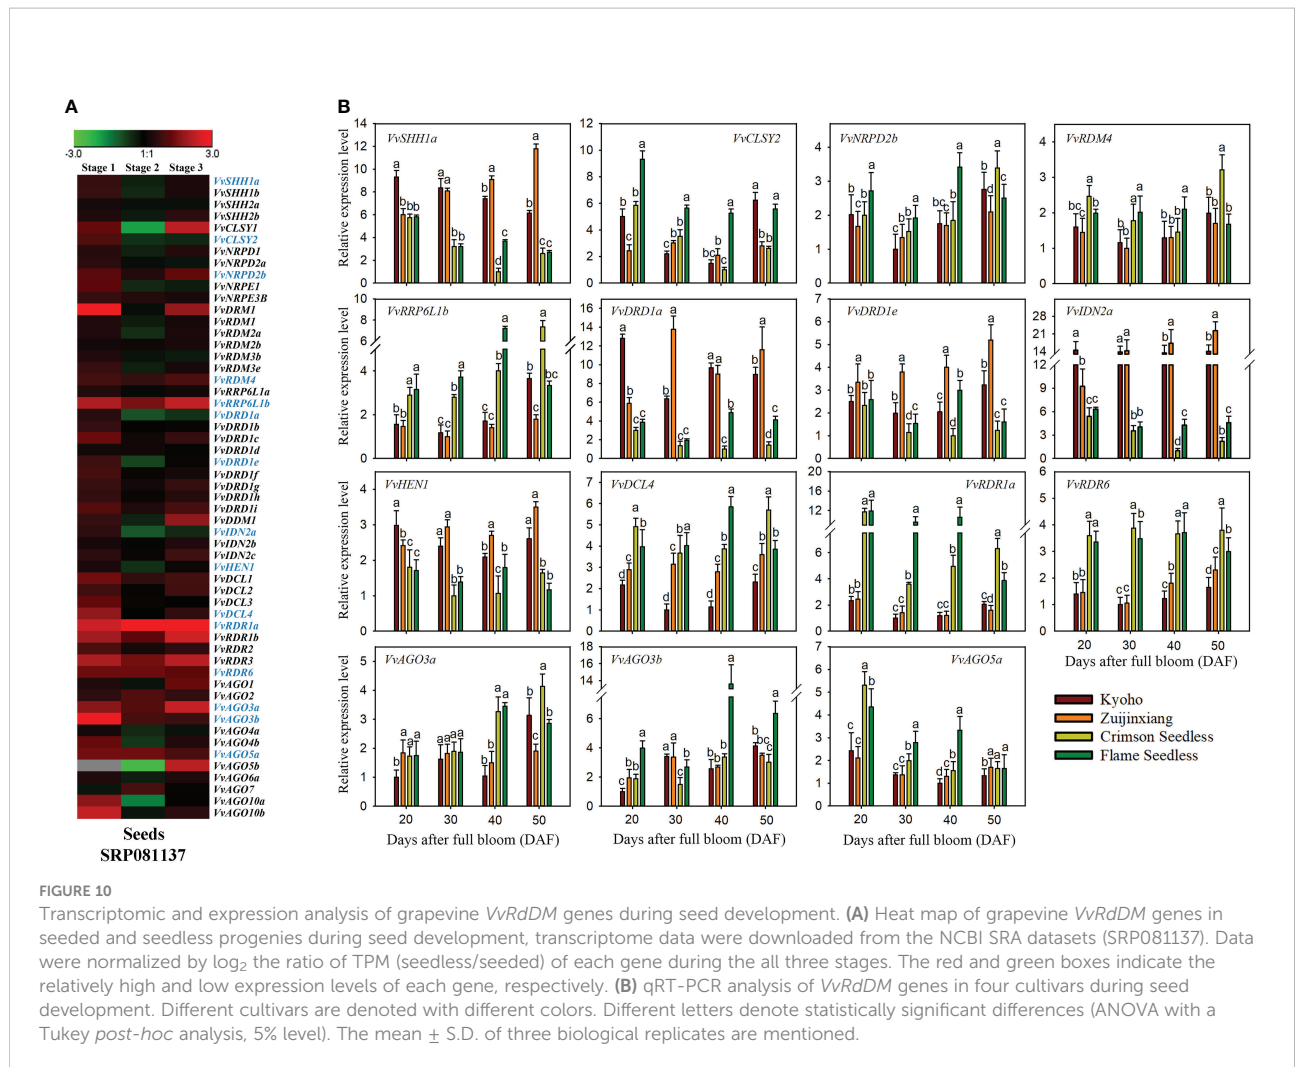 A
-3.0 1:1 3.0
Stage 1 Stage 2 Stage 3
VvSHH1a
VvSHH1b
VvSHH2a
VvSHH2b
VvCLSY1
VvCLSY2
VvNRPD1
VvNRPD2a
VvNRPD2b
VvNRPE1
VvNRPE3B
VvDRM1
VvRDM1
VvRDM2a
VvRDM2b
VvRDM3b
VvRDM3e
VvRDM4
VvRRP6L1a
VvRRP6L1b
VvDRD1a
VvDRD1b
VvDRD1c
VvDRD1d
VvDRD1e
VvDRD1f
VvDRD1g
VvDRD1h
VvDRD1i
VvDDM1
VvIDN2a
VvIDN2b
VvIDN2c
VvHEN1
VvDCL1
VvDCL2
VvDCL3
VvDCL4
VvRDR1a
VvRDR1b
VvRDR2
VvRDR3
VvRDR6
VvAGO1
VvAGO2
VvAGO3a
VvAGO3b
VvAGO4a
VvAGO4b
VvAGO5a
VvAGO5b
VvAGO6a
VvAGO7
VvAGO10a
VvAGO10b
Seeds
SRP081137
B
VvSHH1a
VvCLSY2
VvNRPD2b
VvRDM4
Relative expression level
VvRRP6L1b
VvDRD1a
VvDRD1e
VvIDN2a
Relative expression level
VvHEN1
VvDCL4
VvRDR1a
VvRDR6
Relative expression level
20 30 40 50
Days after full bloom (DAF)
VvAGO3a
VvAGO3b
VvAGO5a
Relative expression level
20 30 40 50
Days after full bloom (DAF)
20 30 40 50
Days after full bloom (DAF)
20 30 40 50
Days after full bloom (DAF)
Kyoho
Zuijinxiang
Crimson Seedless
Flame Seedless
FIGURE 10
Transcriptomic and expression analysis of grapevine VvRdDM genes during seed development. (A) Heat map of grapevine VvRdDM genes in
seeded and seedless progenies during seed development, transcriptome data were downloaded from the NCBI SRA datasets (SRP081137). Data
were normalized by log2 the ratio of TPM (seedless/seeded) of each gene during the all three stages. The red and green boxes indicate the
relatively high and low expression levels of each gene, respectively. (B) qRT-PCR analysis of VvRdDM genes in four cultivars during seed
development. Different cultivars are denoted with different colors. Different letters denote statistically significant differences (ANOVA with a
Tukey post-hoc analysis, 5% level). The mean ± S.D. of three biological replicates are mentioned.